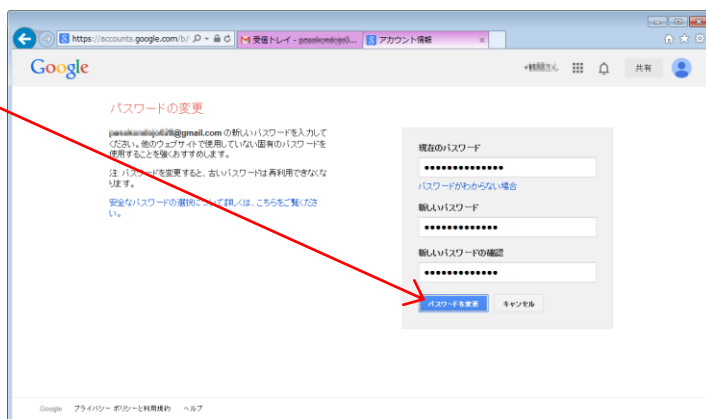 https://accounts.google.com/b/
受信トレイ -
アカウント情報
Google
共有
パスワードの変更
@gmail.com の新しいパスワードを入力して
ください。他のウェブサイトで使用していない固有のパスワードを
使用することを強くおすすめします。
注: パスワードを変更すると、古いパスワードは再利用できなくな
ります。
安全なパスワードの選択について詳しくは、こちらをご覧くださ
い。
現在のパスワード
パスワードがわからない場合
新しいパスワード
新しいパスワードの確認
パスワードを変更 キャンセル
Google プライバシー ポリシーと利用規約 ヘルプ